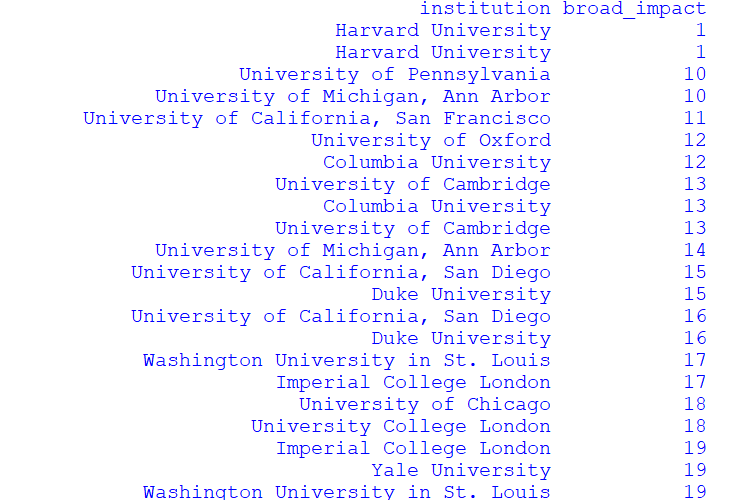 institution broad_impact
Harvard University 1
Harvard University 1
University of Pennsylvania 10
University of Michigan, Ann Arbor 10
University of California, San Francisco 11
University of Oxford 12
Columbia University 12
University of Cambridge 13
Columbia University 13
University of Cambridge 13
University of Michigan, Ann Arbor 14
University of California, San Diego 15
Duke University 15
University of California, San Diego 16
Duke University 16
Washington University in St. Louis 17
Imperial College London 17
University of Chicago 18
University College London 18
Imperial College London 19
Yale University 19
Washington University in St. Louis 19